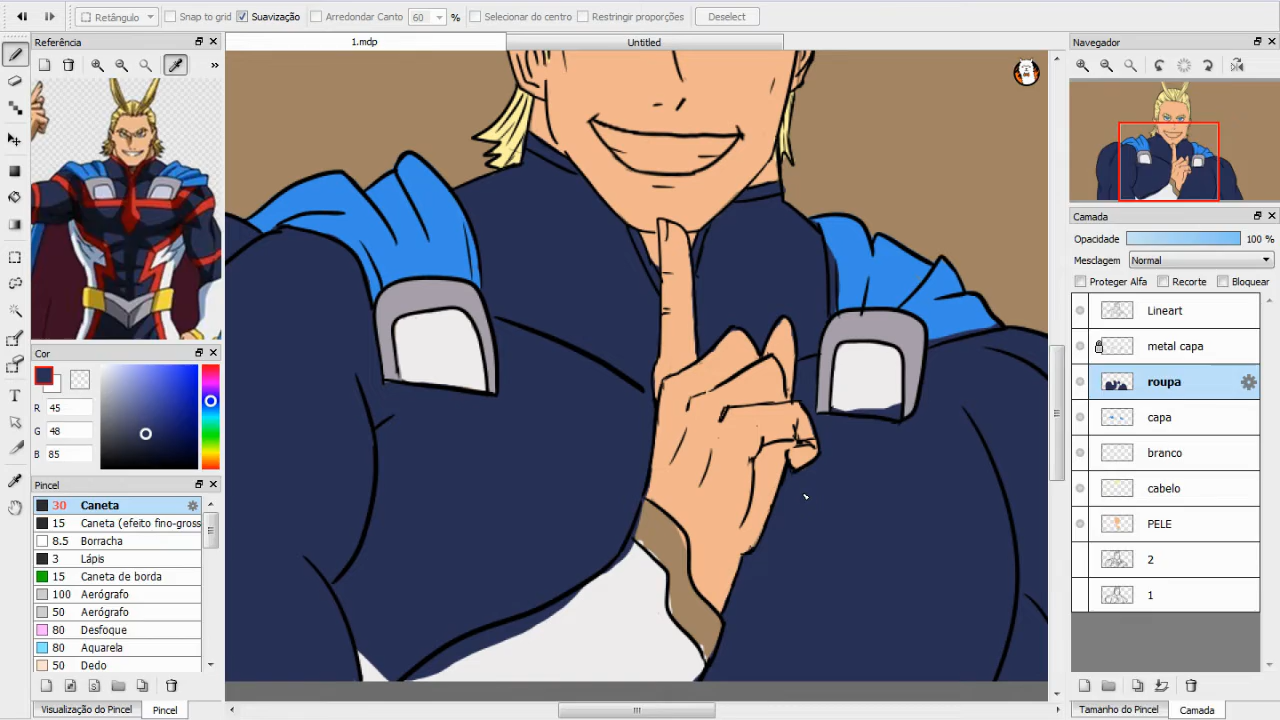 Retângulo
Snap to grid
Suavização
Arredondar Canto
60
%
Selecionar do centro
Restringir proporções
Deselect
Referência
1.mdp
Untitled
Navegador
Cor
R 45
G 48
B 85
Pincel
30 Caneta
15 Caneta (efeito fino-gross
8.5 Borracha
3 Lápis
15 Caneta de borda
100 Aerógrafo
50 Aerógrafo
80 Desfoque
80 Aquarela
50 Dedo
Visualização do Pincel
Pincel
Camada
Opacidade 100 %
Mesclagem Normal
Proteger Alfa
Recorte
Bloquear
Lineart
metal capa
roupa
capa
branco
cabelo
PELE
2
1
Tamanho do Pincel
Camada